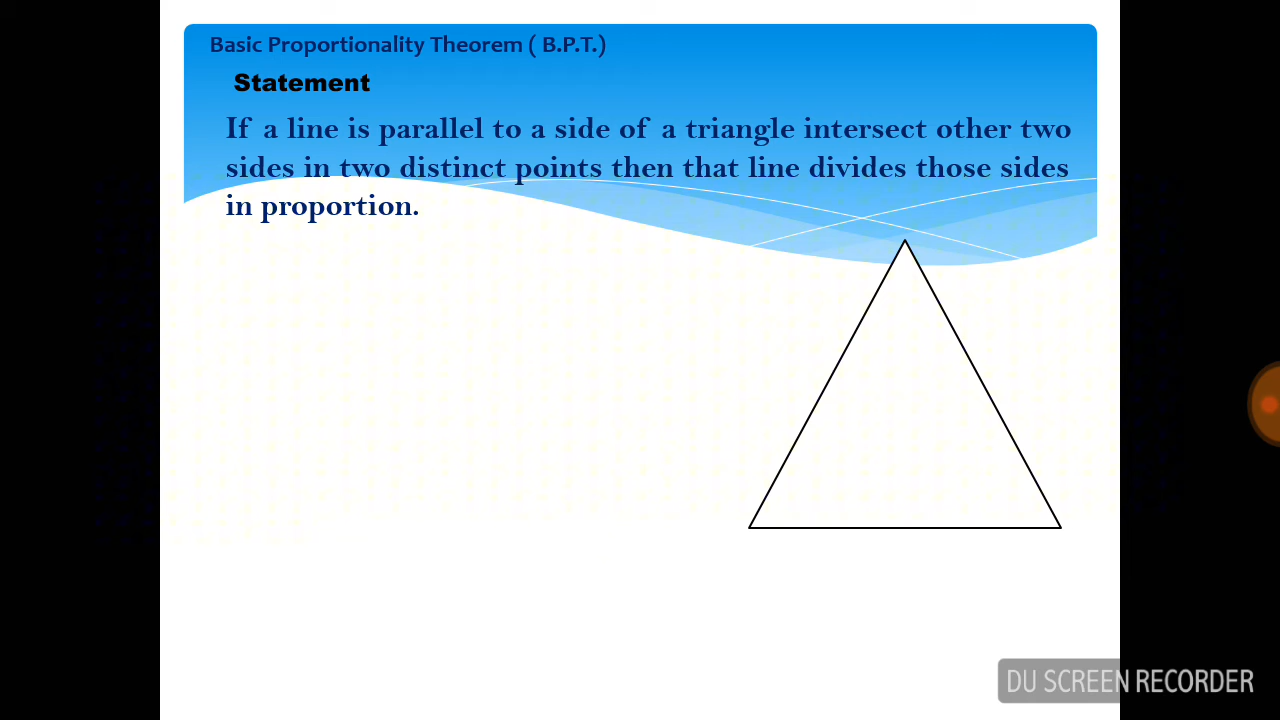 Basic Proportionality Theorem ( B.P.T.)
Statement
If a line is parallel to a side of a triangle intersect other two
sides in two distinct points then that line divides those sides
in proportion.
DU SCREEN RECORDER